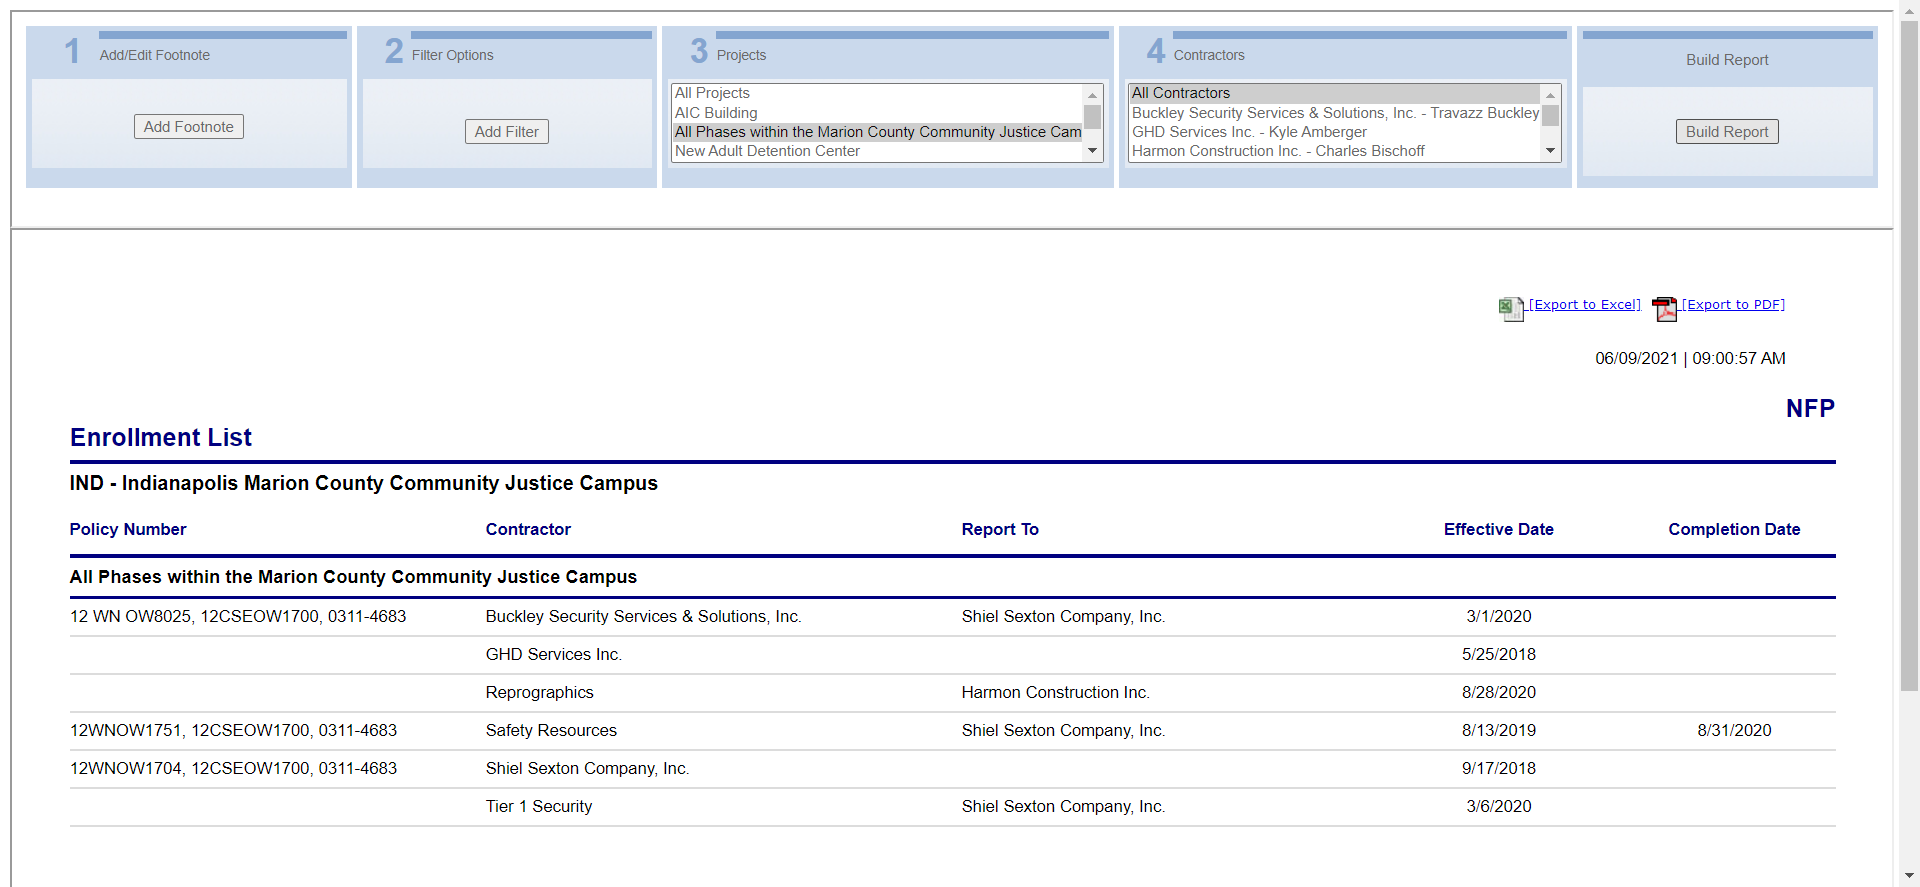 1 Add/Edit Footnote
Add Footnote
2 Filter Options
Add Filter
3 Projects
All Projects
AIC Building
All Phases within the Marion County Community Justice Cam
New Adult Detention Center
4 Contractors
All Contractors
Buckley Security Services & Solutions, Inc. - Travazz Buckley
GHD Services Inc. - Kyle Amberger
Harmon Construction Inc. - Charles Bischoff
Build Report
Build Report
[Export to Excel] [Export to PDF]
06/09/2021 | 09:00:57 AM
NFP
Enrollment List
IND - Indianapolis Marion County Community Justice Campus
Policy Number Contractor Report To Effective Date Completion Date
All Phases within the Marion County Community Justice Campus
12 WN OW8025, 12CSEOW1700, 0311-4683 Buckley Security Services & Solutions, Inc. Shiel Sexton Company, Inc. 3/1/2020
GHD Services Inc. 5/25/2018
Reprographics Harmon Construction Inc. 8/28/2020
12WNOW1751, 12CSEOW1700, 0311-4683 Safety Resources Shiel Sexton Company, Inc. 8/13/2019 8/31/2020
12WNOW1704, 12CSEOW1700, 0311-4683 Shiel Sexton Company, Inc. 9/17/2018
Tier 1 Security Shiel Sexton Company, Inc. 3/6/2020